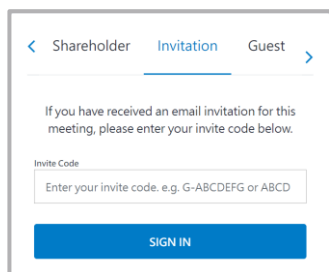 Shareholder Invitation Guest
If you have received an email invitation for this
meeting, please enter your invite code below.
Invite Code
Enter your invite code. e.g. G-ABCDEFG or ABCD
SIGN IN